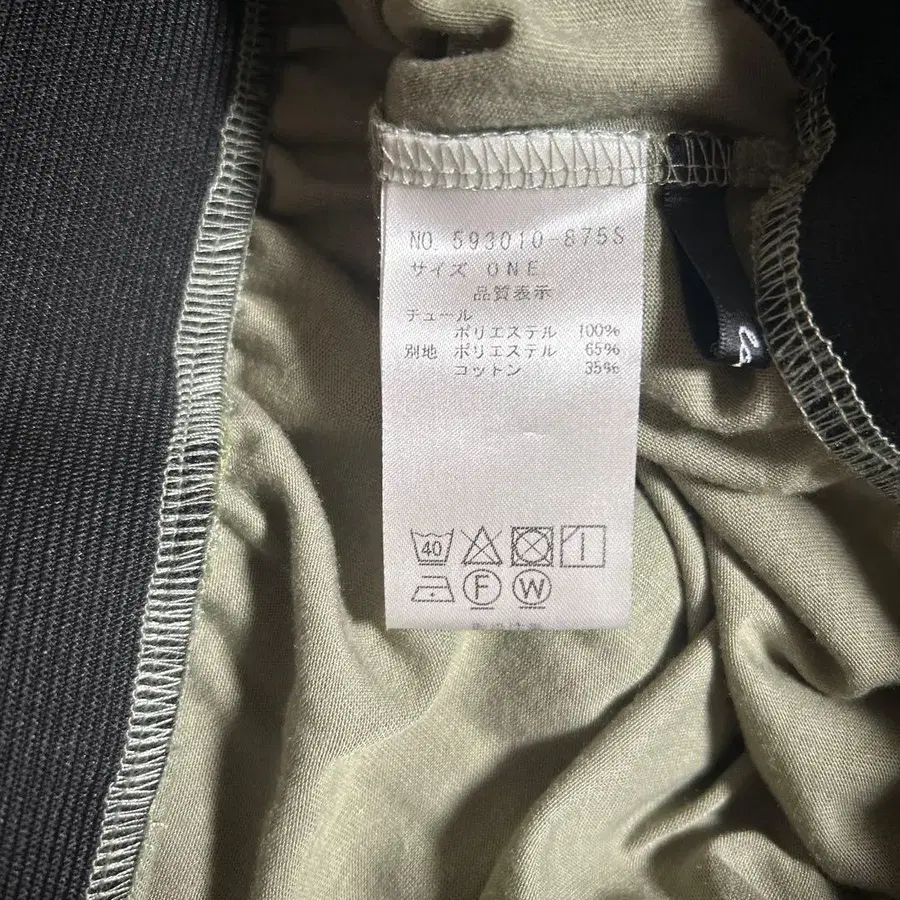 NO. 593010-875S
サイズ ONE
品質表示
チュール
ポリエステル 100%
別地 ポリエステル 65%
コットン 35%
40
F W